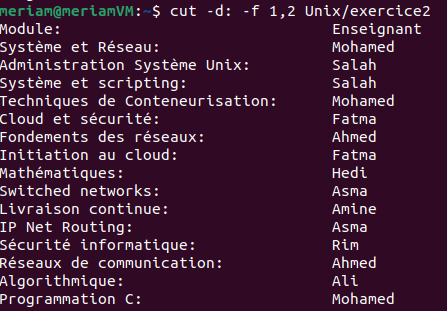 meriam@meriamVM:~$ cut -d: -f 1,2 Unix/exercice2
Module: Enseignant
Système et Réseau: Mohamed
Administration Système Unix: Salah
Système et scripting: Salah
Techniques de Conteneurisation: Mohamed
Cloud et sécurité: Fatma
Fondements des réseaux: Ahmed
Initiation au cloud: Fatma
Mathématiques: Hedi
Switched networks: Asma
Livraison continue: Amine
IP Net Routing: Asma
Sécurité informatique: Rim
Réseaux de communication: Ahmed
Algorithmique: Ali
Programmation C: Mohamed